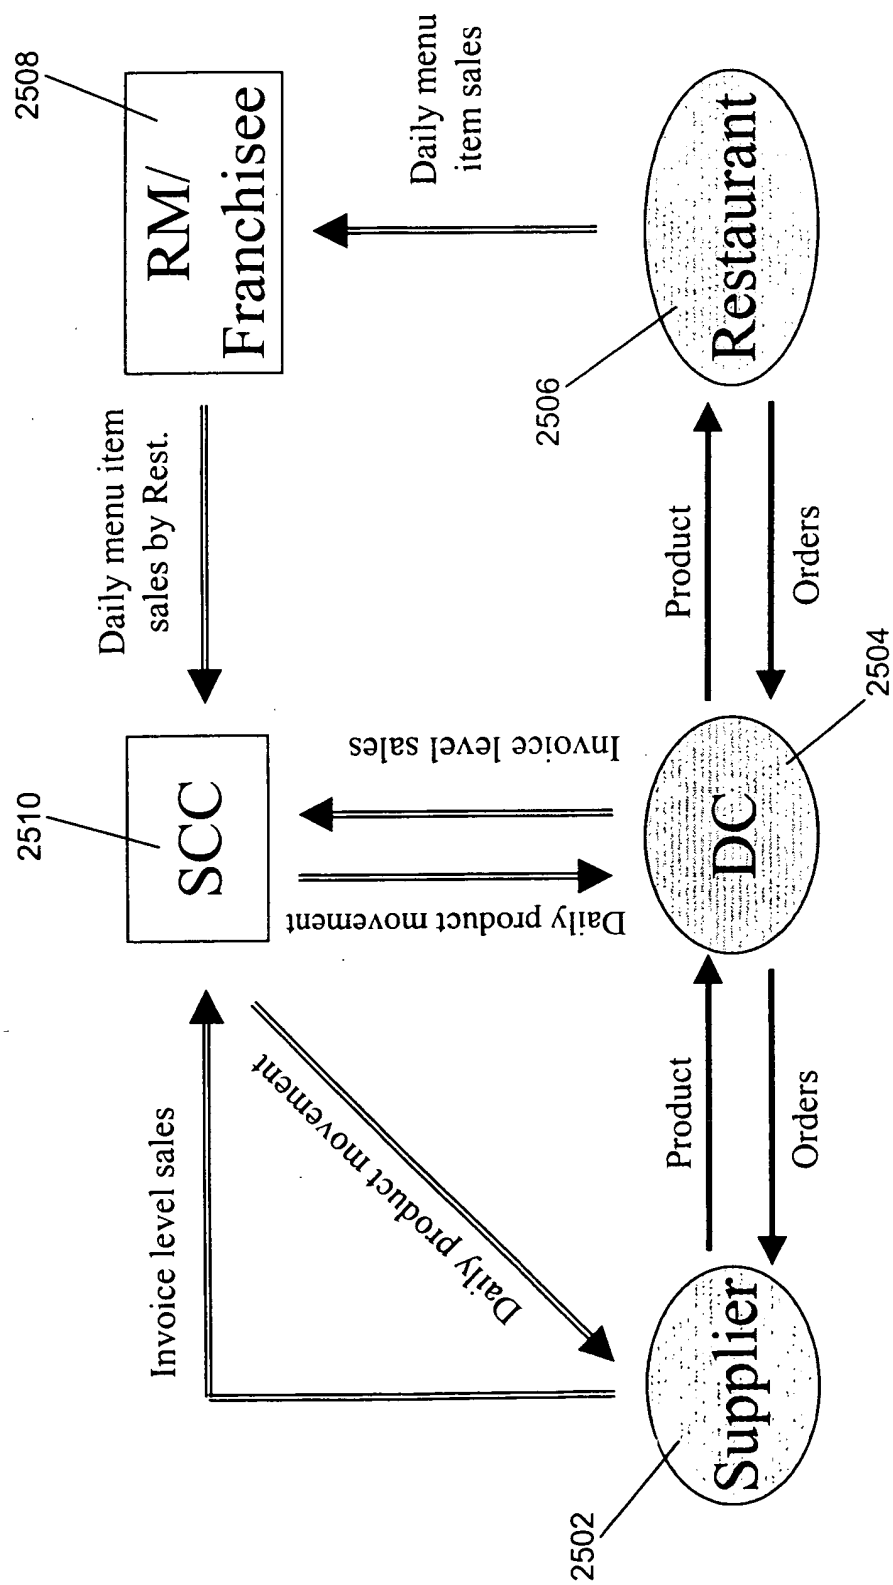 2510
2508
SCC
RM/
Franchisee
Invoice level sales
Daily menu item
sales by Rest.
Daily product movement
Daily product movement
Invoice level sales
Daily menu
item sales
2506
2502
Supplier
Product
Orders
DC
2504
Product
Orders
Restaurant